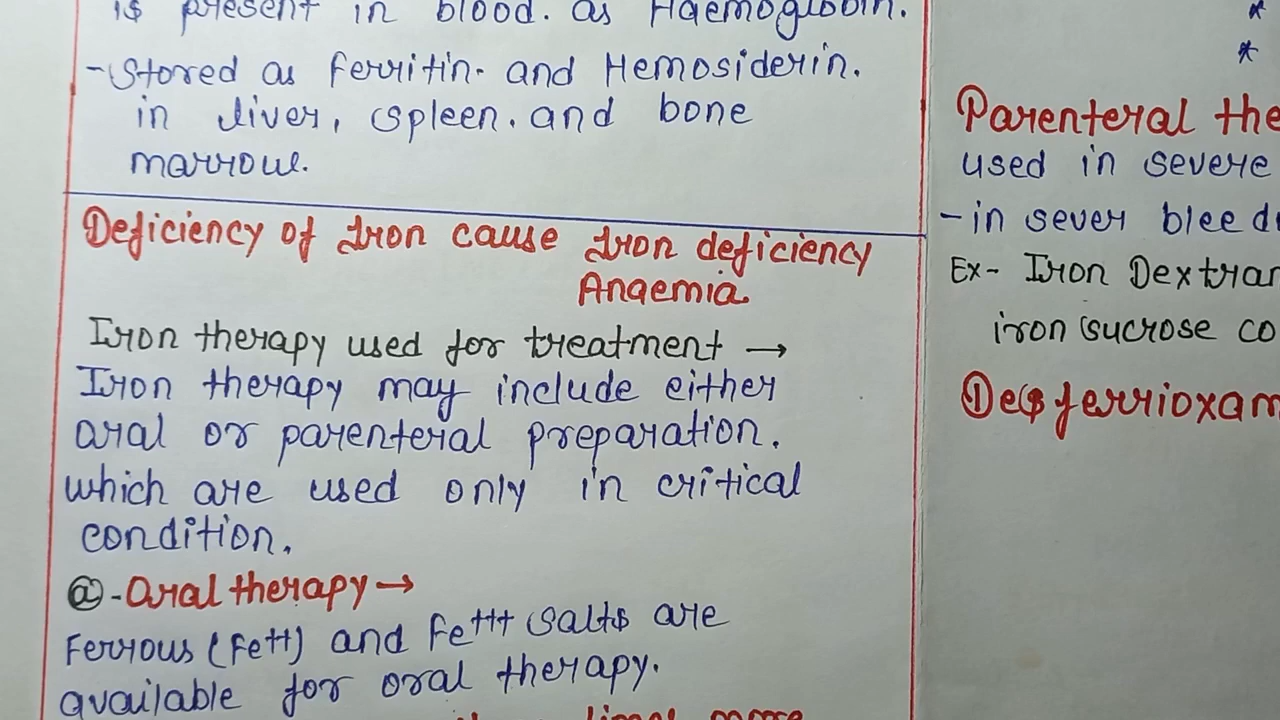 is present in blood. as Haemoglobin.
-Stored as ferritin. and Hemosiderin.
in liver, Spleen. and bone
marrow.
Deficiency of Iron cause Iron deficiency
Anaemia.
Iron therapy used for treatment →
Iron therapy may include either
oral or parenteral preparation.
which are used only in critical
condition.
ⓐ-Oral therapy→
Ferrous (Fe++) and Fe+++ Salts are
available for oral therapy.
more
*
*
Parenteral the
used in severe
-in sever bleed
Ex- Iron Dextran
iron sucrose co
Desferrioxam